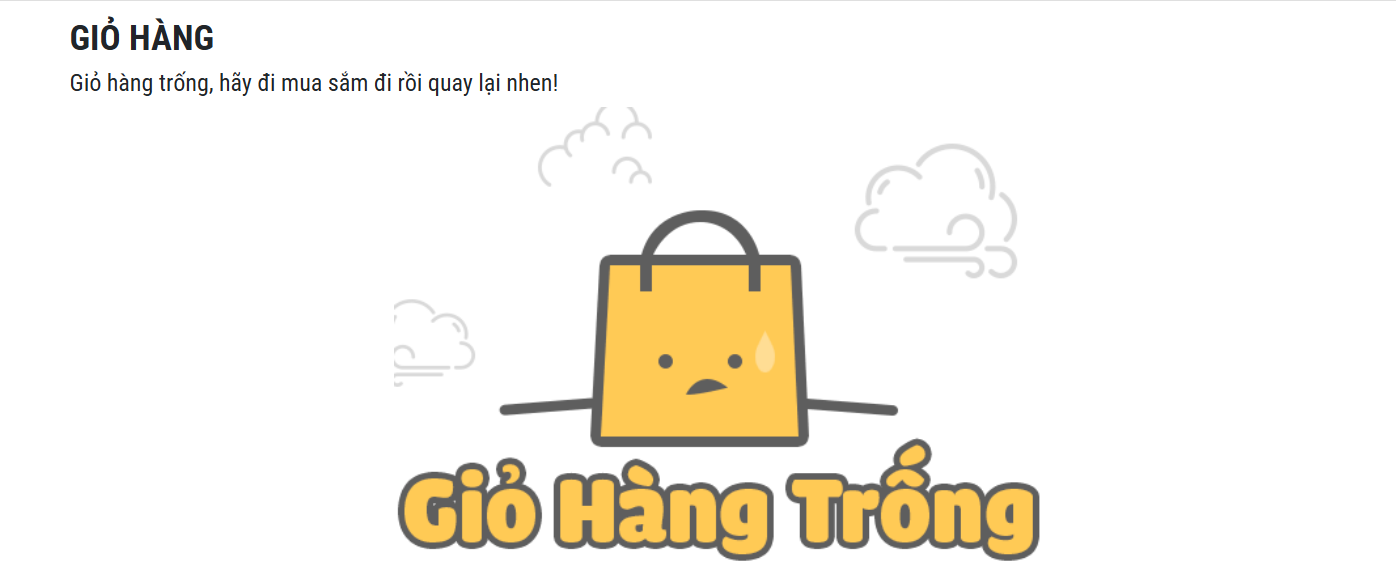 GIỎ HÀNG
Giỏ hàng trống, hãy đi mua sắm đi rồi quay lại nhen!
Giỏ Hàng Trống